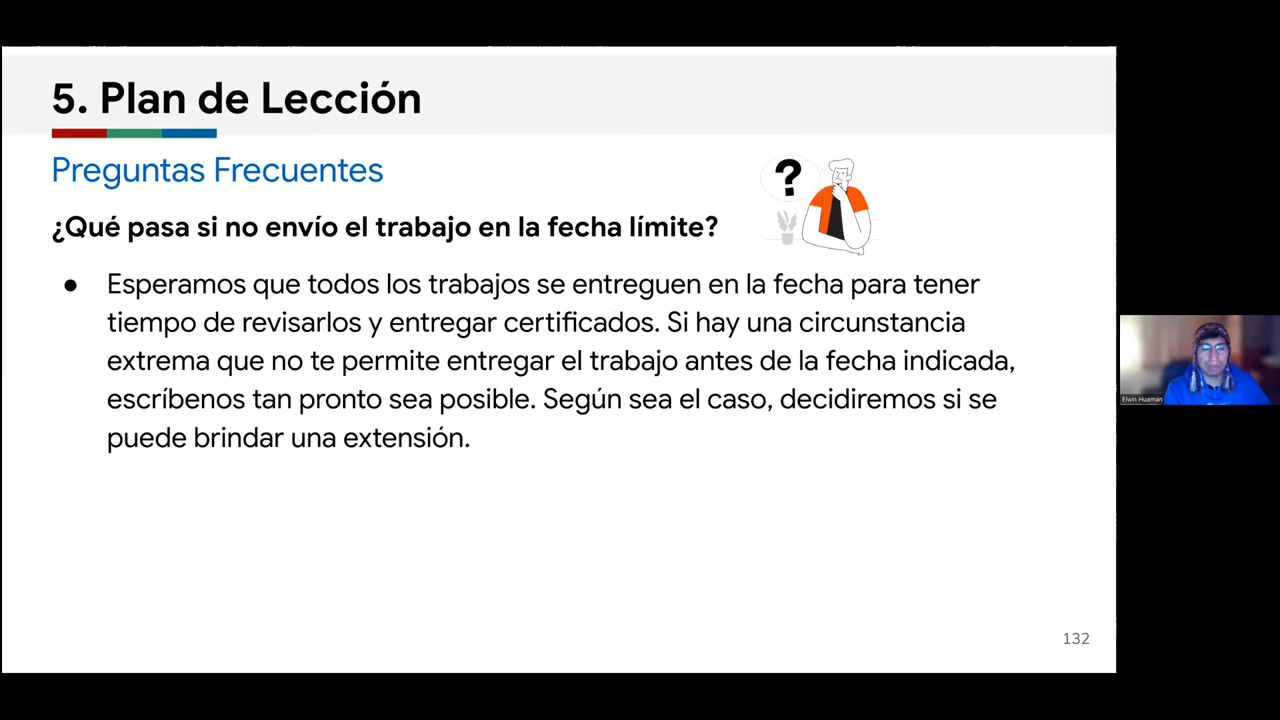 5. Plan de Lección
Preguntas Frecuentes
?
¿Qué pasa si no envío el trabajo en la fecha límite?
● Esperamos que todos los trabajos se entreguen en la fecha para tener
tiempo de revisarlos y entregar certificados. Si hay una circunstancia
extrema que no te permite entregar el trabajo antes de la fecha indicada,
escríbenos tan pronto sea posible. Según sea el caso, decidiremos si se
puede brindar una extensión.
Elwin Huaman
132